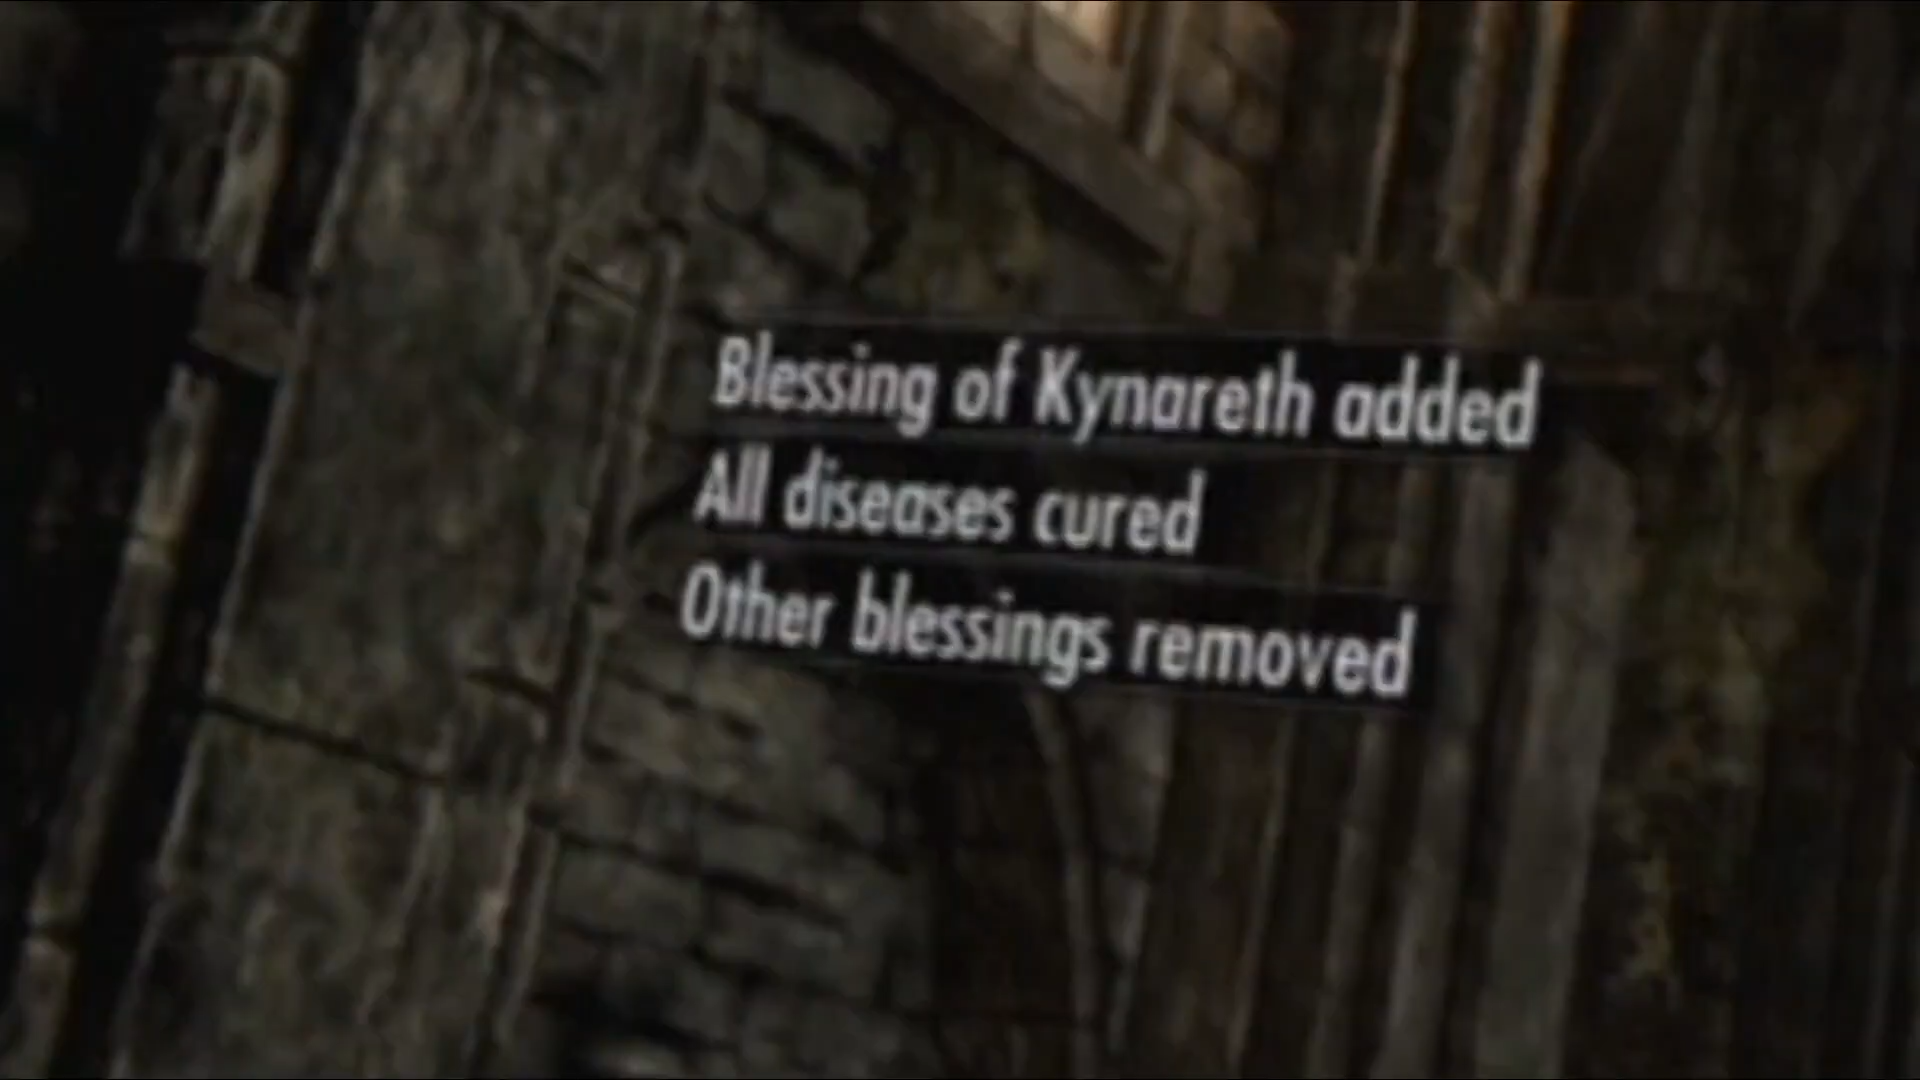 Blessing of Kynareth added
All diseases cured
Other blessings removed